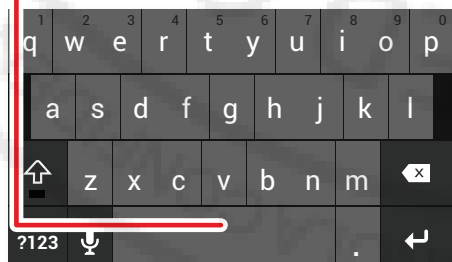 1 2 3 4 5 6 7 8 9 0
q w e r t y u i o p
a s d f g h j k l
z x c v b n m x
?123 .